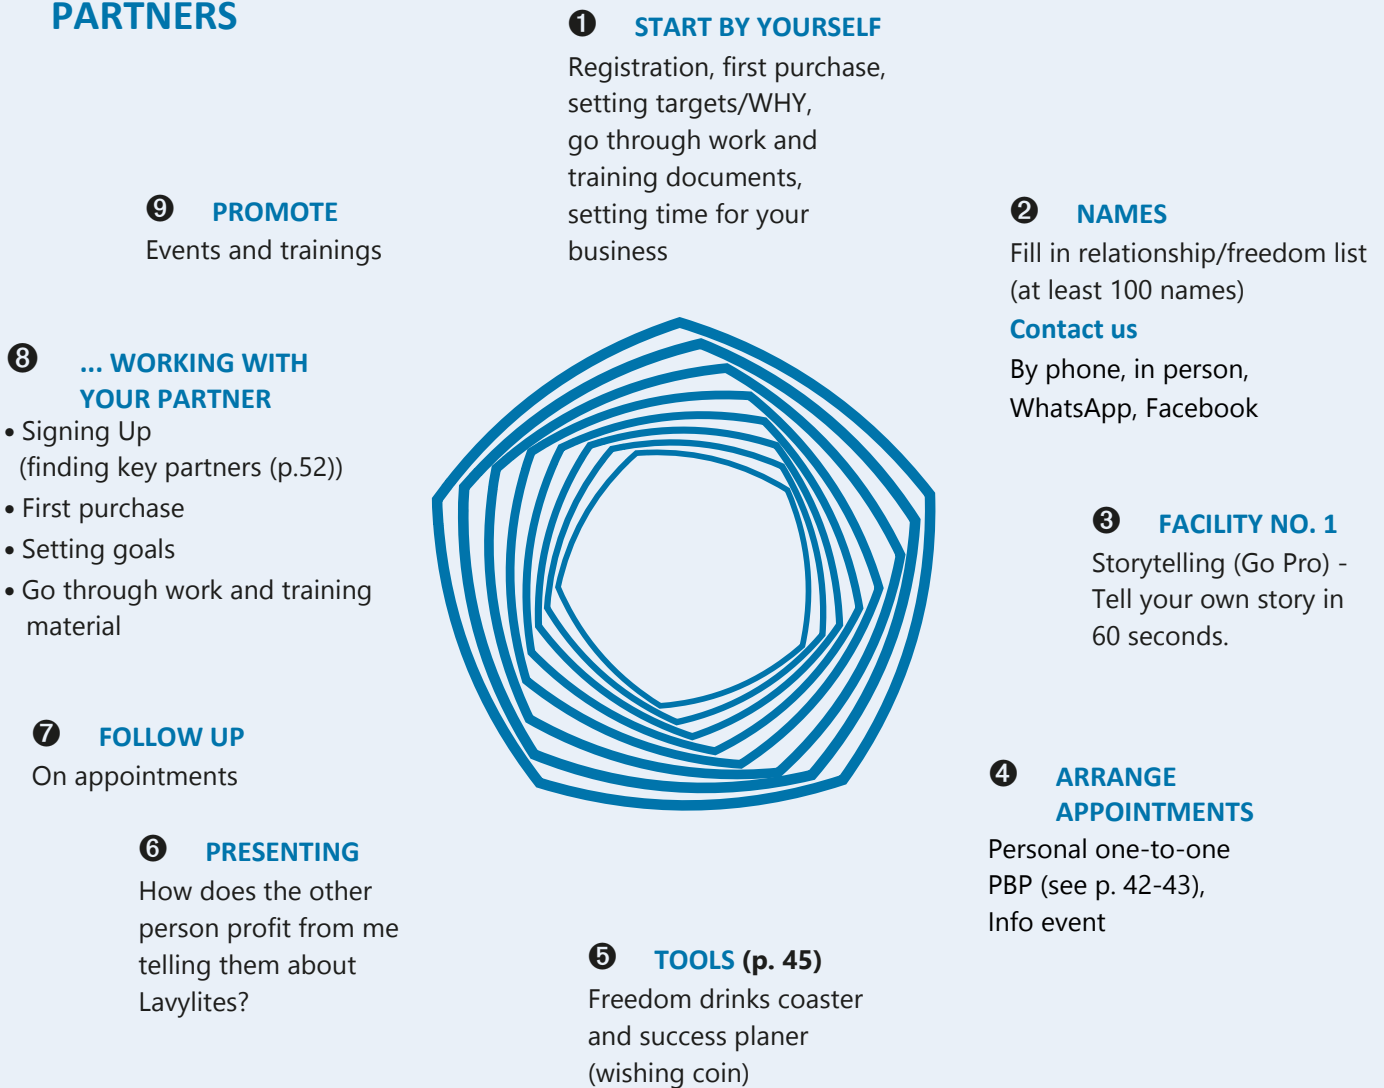 PARTNERS
❶ START BY YOURSELF
Registration, first purchase,
setting targets/WHY,
go through work and
training documents,
setting time for your
business
❷ NAMES
Fill in relationship/freedom list
(at least 100 names)
Contact us
By phone, in person,
WhatsApp, Facebook
❸ FACILITY NO. 1
Storytelling (Go Pro) -
Tell your own story in
60 seconds.
❹ ARRANGE
APPOINTMENTS
Personal one-to-one
PBP (see p. 42-43),
Info event
❺ TOOLS (p. 45)
Freedom drinks coaster
and success planer
(wishing coin)
❻ PRESENTING
How does the other
person profit from me
telling them about
Lavylites?
❼ FOLLOW UP
On appointments
❽ ... WORKING WITH
YOUR PARTNER
• Signing Up
(finding key partners (p.52))
• First purchase
• Setting goals
• Go through work and training
material
❾ PROMOTE
Events and trainings